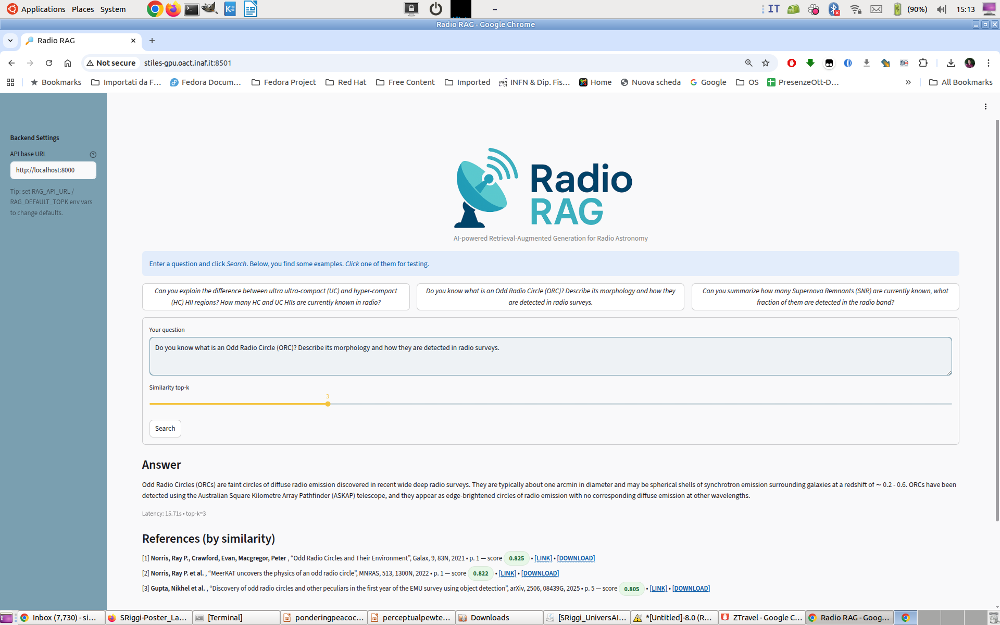 Applications Places System
--
IT
(90%)
15:13
Radio RAG - Google Chrome
Radio RAG
Not secure
stiles-gpu.oact.inaf.it:8501
Bookmarks
Importati da F...
Fedora Docum...
Fedora Project
Red Hat
Free Content
Imported
INFN & Dip. Fis...
Home
Nuova scheda
Google
OS
PresenzeOtt-D...
»
All Bookmarks
Backend Settings
API base URL
http://localhost:8000
Tip: set RAG_API_URL /
RAG_DEFAULT_TOPK env vars
to change defaults.
Radio
RAG
AI-powered Retrieval-Augmented Generation for Radio Astronomy
Enter a question and click Search. Below, you find some examples. Click one of them for testing.
Can you explain the difference between ultra ultra-compact (UC) and hyper-compact
(HC) HII regions? How many HC and UC HIIs are currently known in radio?
Do you know what is an Odd Radio Circle (ORC)? Describe its morphology and how they
are detected in radio surveys.
Can you summarize how many Supernova Remnants (SNR) are currently known, what
fraction of them are detected in the radio band?
Your question
Do you know what is an Odd Radio Circle (ORC)? Describe its morphology and how they are detected in radio surveys.
Similarity top-k
3
Search
Answer
Odd Radio Circles (ORCs) are faint circles of diffuse radio emission discovered in recent wide deep radio surveys. They are typically about one arcmin in diameter and may be spherical shells of synchrotron emission surrounding galaxies at a redshift of ∼ 0.2 - 0.6. ORCs have been
detected using the Australian Square Kilometre Array Pathfinder (ASKAP) telescope, and they appear as edge-brightened circles of radio emission with no corresponding diffuse emission at other wavelengths.
Latency: 15.71s • top-k=3
References (by similarity)
[1] Norris, Ray P., Crawford, Evan, Macgregor, Peter , “Odd Radio Circles and Their Environment”, Galax, 9, 83N, 2021 • p. 1 — score 0.825 • [LINK] • [DOWNLOAD]
[2] Norris, Ray P. et al. , “MeerKAT uncovers the physics of an odd radio circle”, MNRAS, 513, 1300N, 2022 • p. 1 — score 0.822 • [LINK] • [DOWNLOAD]
[3] Gupta, Nikhel et al. , “Discovery of odd radio circles and other peculiars in the first year of the EMU survey using object detection”, arXiv, 2506, 08439G, 2025 • p. 5 — score 0.805 • [LINK] • [DOWNLOAD]
Inbox (7,730) - si...
SRiggi-Poster_La...
[Terminal]
ponderingpeacoc...
perceptualpewte...
Downloads
[SRiggi_UniversAI...
*[Untitled]-8.0 (R...
ZTravel - Google C...
Radio RAG - Goog...